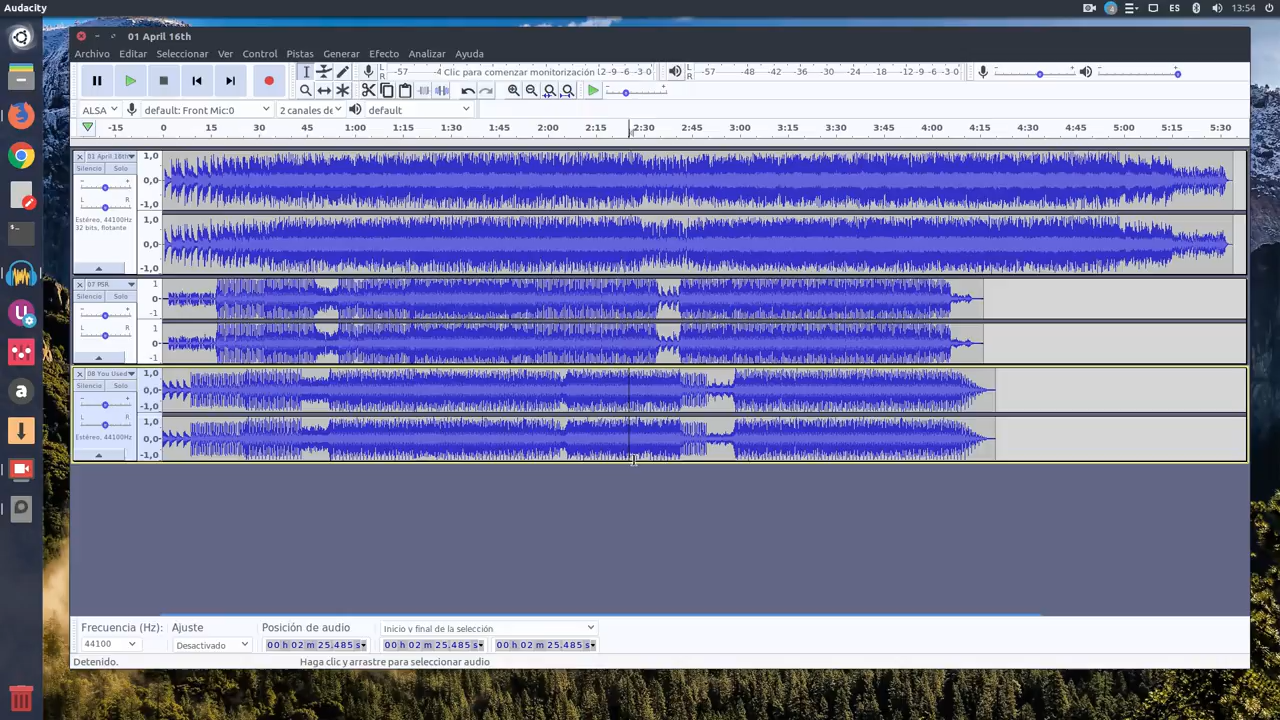 Audacity
ES
13:54
01 April 16th
Archivo Editar Seleccionar Ver Control Pistas Generar Efecto Analizar Ayuda
L R -57 -4 Clic para comenzar monitorización -12 -9 -6 -3 0
L R -57 -48 -42 -36 -30 -24 -18 -12 -9 -6 -3 0
ALSA default: Front Mic:0 2 canales de default
-15 0 15 30 45 1:00 1:15 1:30 1:45 2:00 2:15 2:30 2:45 3:00 3:15 3:30 3:45 4:00 4:15 4:30 4:45 5:00 5:15 5:30
01 April 16th 1,0
Silencio Solo
- + 0,0
L R -1,0
Estéreo, 44100Hz 1,0
32 bits, flotante
0,0
-1,0
07 PSR 1
Silencio Solo 0
- + -1
L R 1
0
-1
08 You Used 1,0
Silencio Solo 0,0
- + -1,0
L R 1,0
Estéreo, 44100Hz 0,0
-1,0
Frecuencia (Hz): Ajuste Posición de audio Inicio y final de la selección
44100 Desactivado 00 h 02 m 25.485 s 00 h 02 m 25.485 s 00 h 02 m 25.485 s
Detenido. Haga clic y arrastre para seleccionar audio